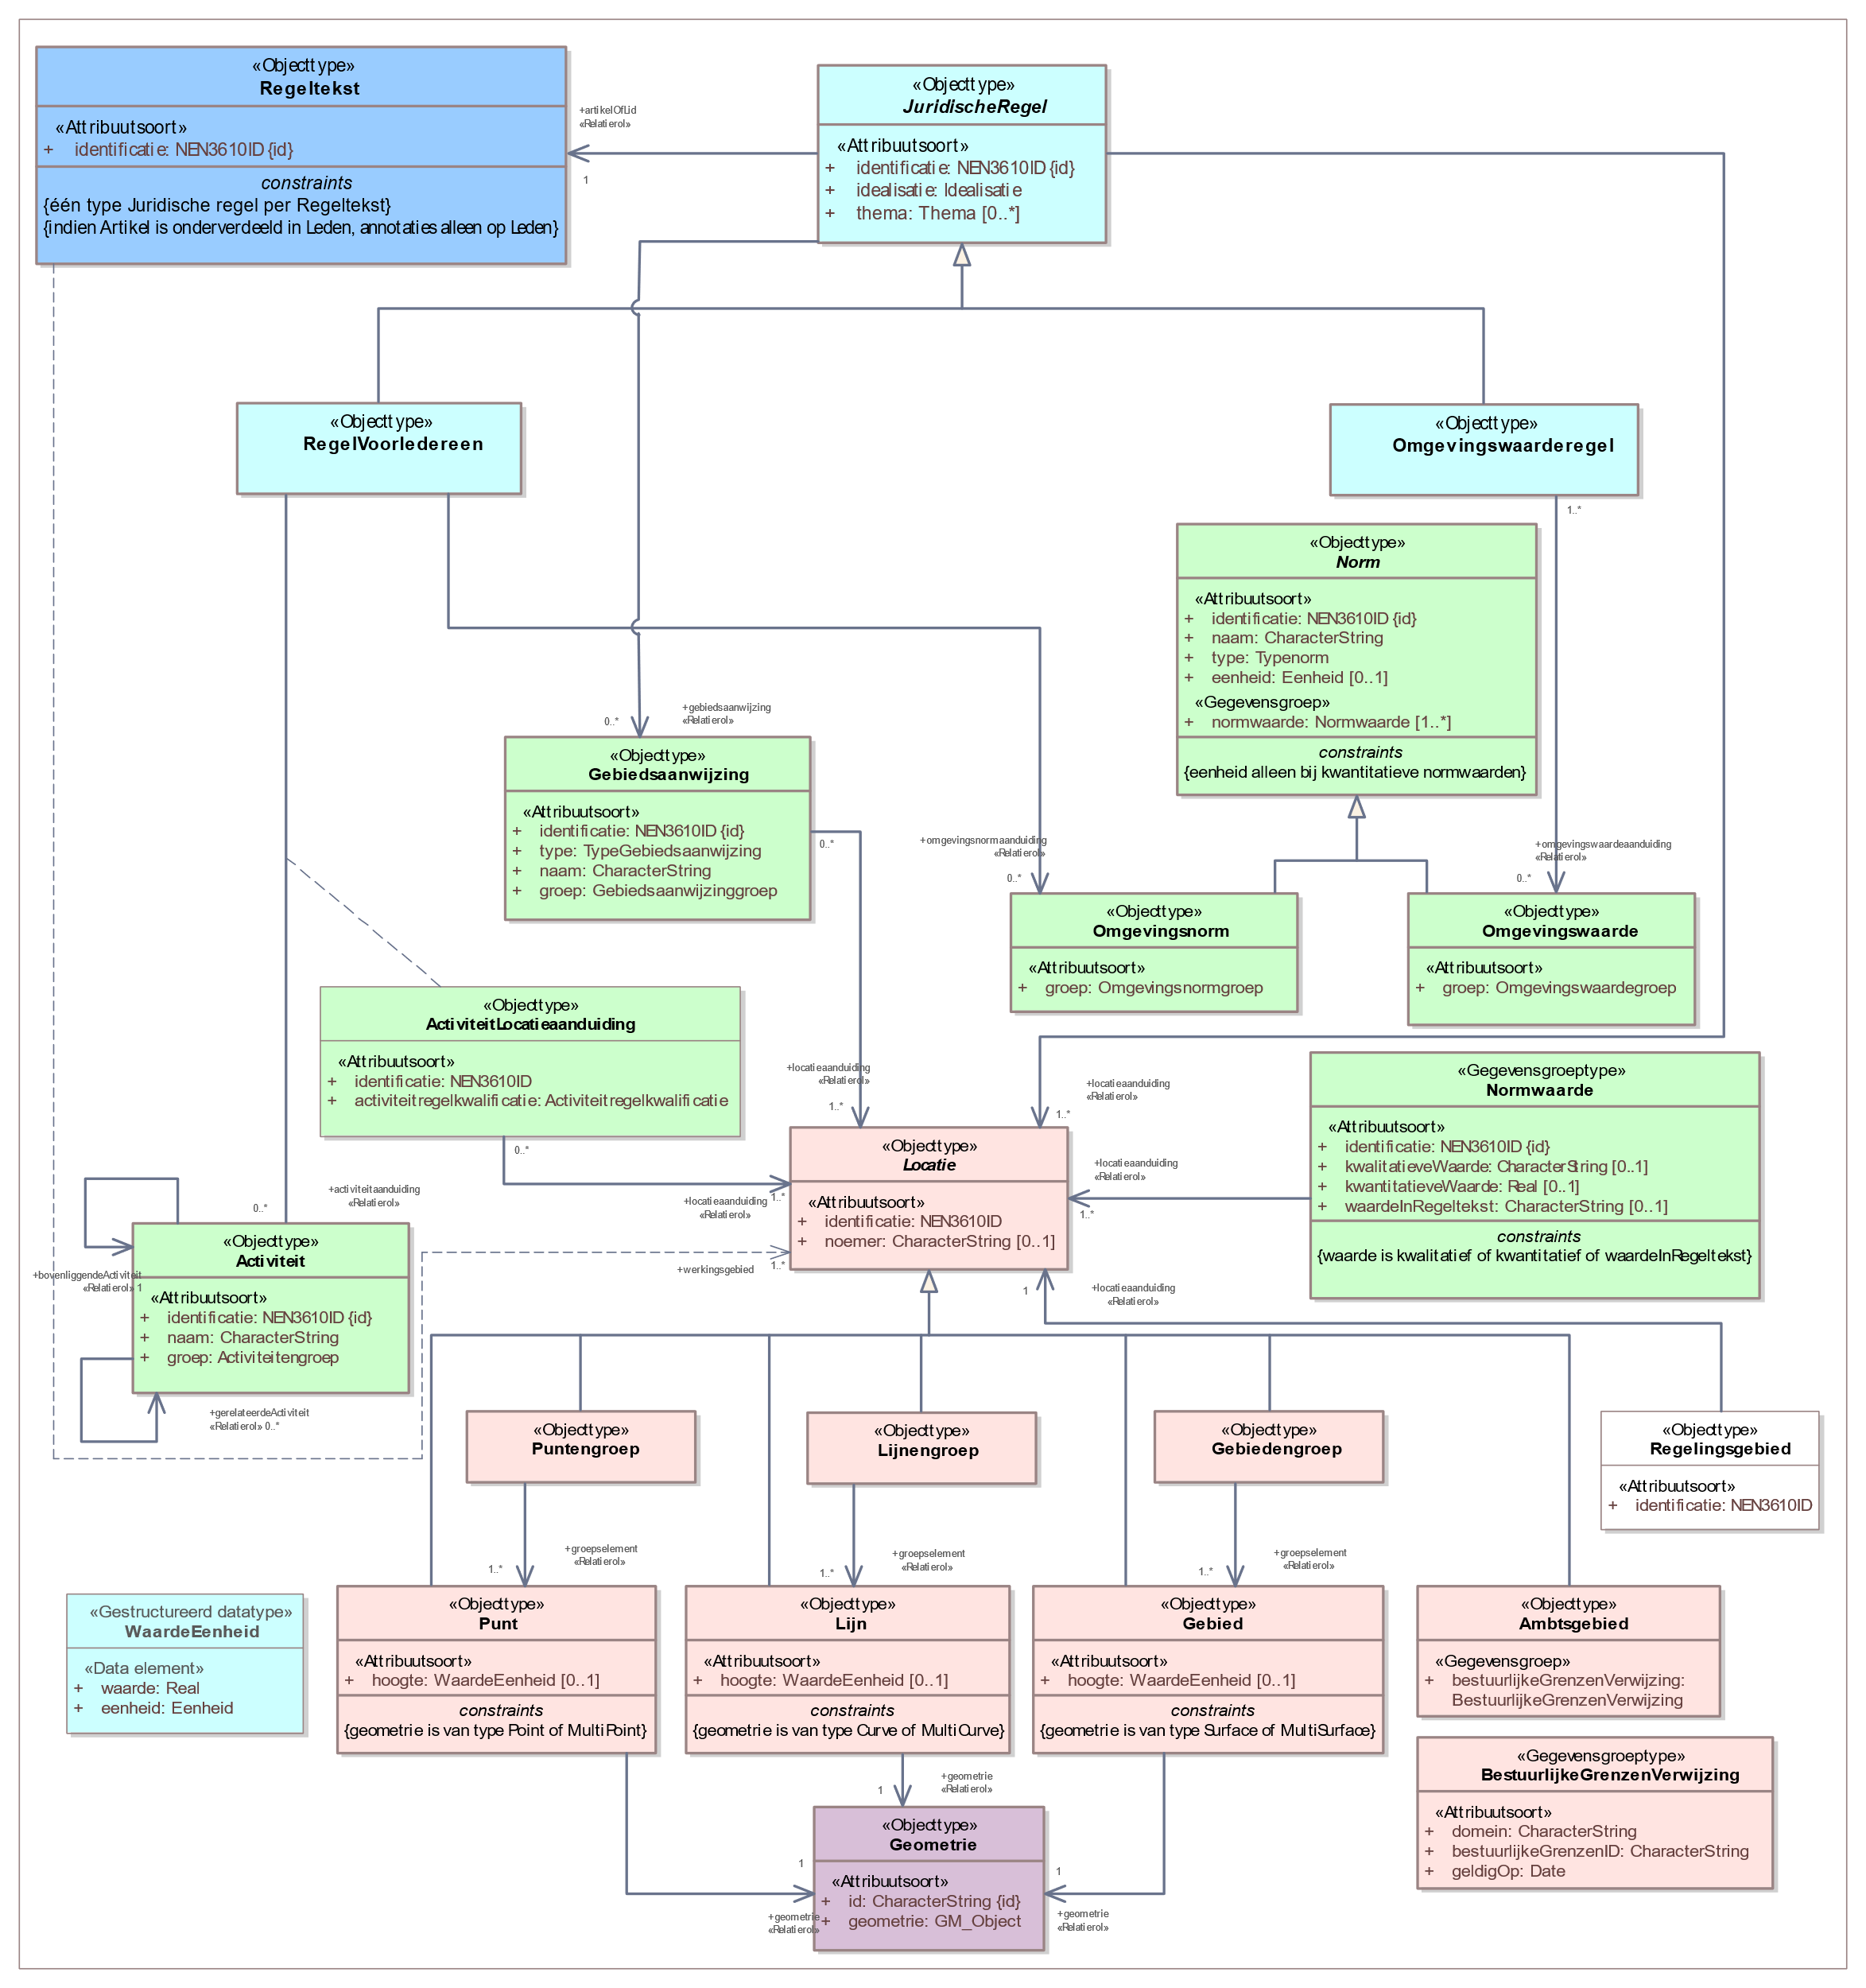 «Objecttype»
Regeltekst
«Attribuutsoort»
+ identificatie: NEN3610ID {id}
constraints
{één type Juridische regel per Regeltekst}
{indien Artikel is onderverdeeld in Leden, annotaties alleen op Leden}
+artikelOfLid
«Relatierol»
1
«Objecttype»
JuridischeRegel
«Attribuutsoort»
+ identificatie: NEN3610ID {id}
+ idealisatie: Idealisatie
+ thema: Thema [0..*]
«Objecttype»
RegelVoorIedereen
«Objecttype»
Omgevingswaarderegel
1..*
«Objecttype»
Norm
«Attribuutsoort»
+ identificatie: NEN3610ID {id}
+ naam: CharacterString
+ type: Typenorm
+ eenheid: Eenheid [0..1]
«Gegevensgroep»
+ normwaarde: Normwaarde [1..*]
constraints
{eenheid alleen bij kwantitatieve normwaarden}
+gebiedsaanwijzing
«Relatierol»
0..*
«Objecttype»
Gebiedsaanwijzing
«Attribuutsoort»
+ identificatie: NEN3610ID {id}
+ type: TypeGebiedsaanwijzing
+ naam: CharacterString
+ groep: Gebiedsaanwijzinggroep
0..*
+omgevingsnormaanduiding
«Relatierol»
0..*
+omgevingswaardeaanduiding
«Relatierol»
0..*
«Objecttype»
Omgevingsnorm
«Attribuutsoort»
+ groep: Omgevingsnormgroep
«Objecttype»
Omgevingswaarde
«Attribuutsoort»
+ groep: Omgevingswaardegroep
«Objecttype»
ActiviteitLocatieaanduiding
«Attribuutsoort»
+ identificatie: NEN3610ID
+ activiteitregelkwalificatie: Activiteitregelkwalificatie
0..*
+locatieaanduiding
«Relatierol»
1..*
+locatieaanduiding
«Relatierol»
1..*
«Objecttype»
Locatie
«Attribuutsoort»
+ identificatie: NEN3610ID
+ noemer: CharacterString [0..1]
+locatieaanduiding
«Relatierol»
1..*
+locatieaanduiding
«Relatierol»
1..*
«Gegevensgroeptype»
Normwaarde
«Attribuutsoort»
+ identificatie: NEN3610ID {id}
+ kwalitatieveWaarde: CharacterString [0..1]
+ kwantitatieveWaarde: Real [0..1]
+ waardeInRegeltekst: CharacterString [0..1]
constraints
{waarde is kwalitatief of kwantitatief of waardeInRegeltekst}
+activiteitaanduiding
«Relatierol»
0..*
«Objecttype»
Activiteit
«Attribuutsoort»
+ identificatie: NEN3610ID {id}
+ naam: CharacterString
+ groep: Activiteitengroep
+bovenliggendeActiviteit
«Relatierol» 1
+gerelateerdeActiviteit
«Relatierol» 0..*
+werkingsgebied
1..*
1
+locatieaanduiding
«Relatierol»
«Objecttype»
Puntengroep
«Objecttype»
Lijnengroep
«Objecttype»
Gebiedengroep
«Objecttype»
Regelingsgebied
«Attribuutsoort»
+ identificatie: NEN3610ID
+groepselement
«Relatierol»
1..*
+groepselement
«Relatierol»
1..*
+groepselement
«Relatierol»
1..*
«Gestructureerd datatype»
WaardeEenheid
«Data element»
+ waarde: Real
+ eenheid: Eenheid
«Objecttype»
Punt
«Attribuutsoort»
+ hoogte: WaardeEenheid [0..1]
constraints
{geometrie is van type Point of MultiPoint}
«Objecttype»
Lijn
«Attribuutsoort»
+ hoogte: WaardeEenheid [0..1]
constraints
{geometrie is van type Curve of MultiCurve}
«Objecttype»
Gebied
«Attribuutsoort»
+ hoogte: WaardeEenheid [0..1]
constraints
{geometrie is van type Surface of MultiSurface}
«Objecttype»
Ambtsgebied
«Gegevensgroep»
+ bestuurlijkeGrenzenVerwijzing:
BestuurlijkeGrenzenVerwijzing
«Gegevensgroeptype»
BestuurlijkeGrenzenVerwijzing
«Attribuutsoort»
+ domein: CharacterString
+ bestuurlijkeGrenzenID: CharacterString
+ geldigOp: Date
+geometrie
«Relatierol»
1
«Objecttype»
Geometrie
«Attribuutsoort»
+ id: CharacterString {id}
+ geometrie: GM_Object
1
+geometrie
«Relatierol»
1
+geometrie
«Relatierol»